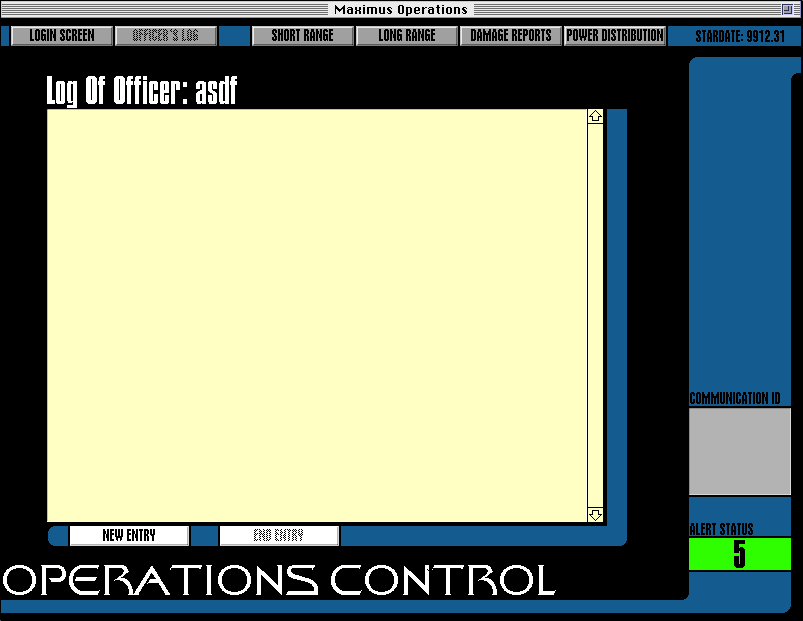 Maximus Operations
LOGIN SCREEN OFFICER'S LOG SHORT RANGE LONG RANGE DAMAGE REPORTS POWER DISTRIBUTION STARDATE: 9912.31
Log Of Officer: asdf
COMMUNICATION ID
NEW ENTRY END ENTRY
ALERT STATUS
5
OPERATIONS CONTROL